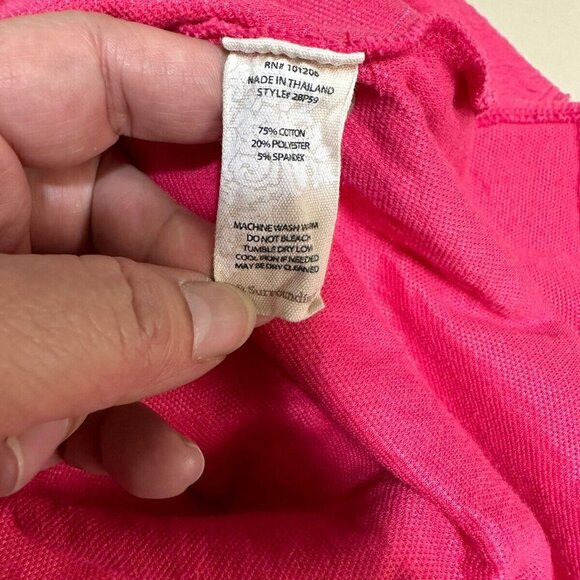 RN# 101206
MADE IN THAILAND
STYLE# 28P59
75% COTTON
20% POLYESTER
5% SPANDEX
MACHINE WASH WARM
DO NOT BLEACH
TUMBLE DRY LOW
COOL IRON IF NEEDED
MAY BE DRY CLEANED